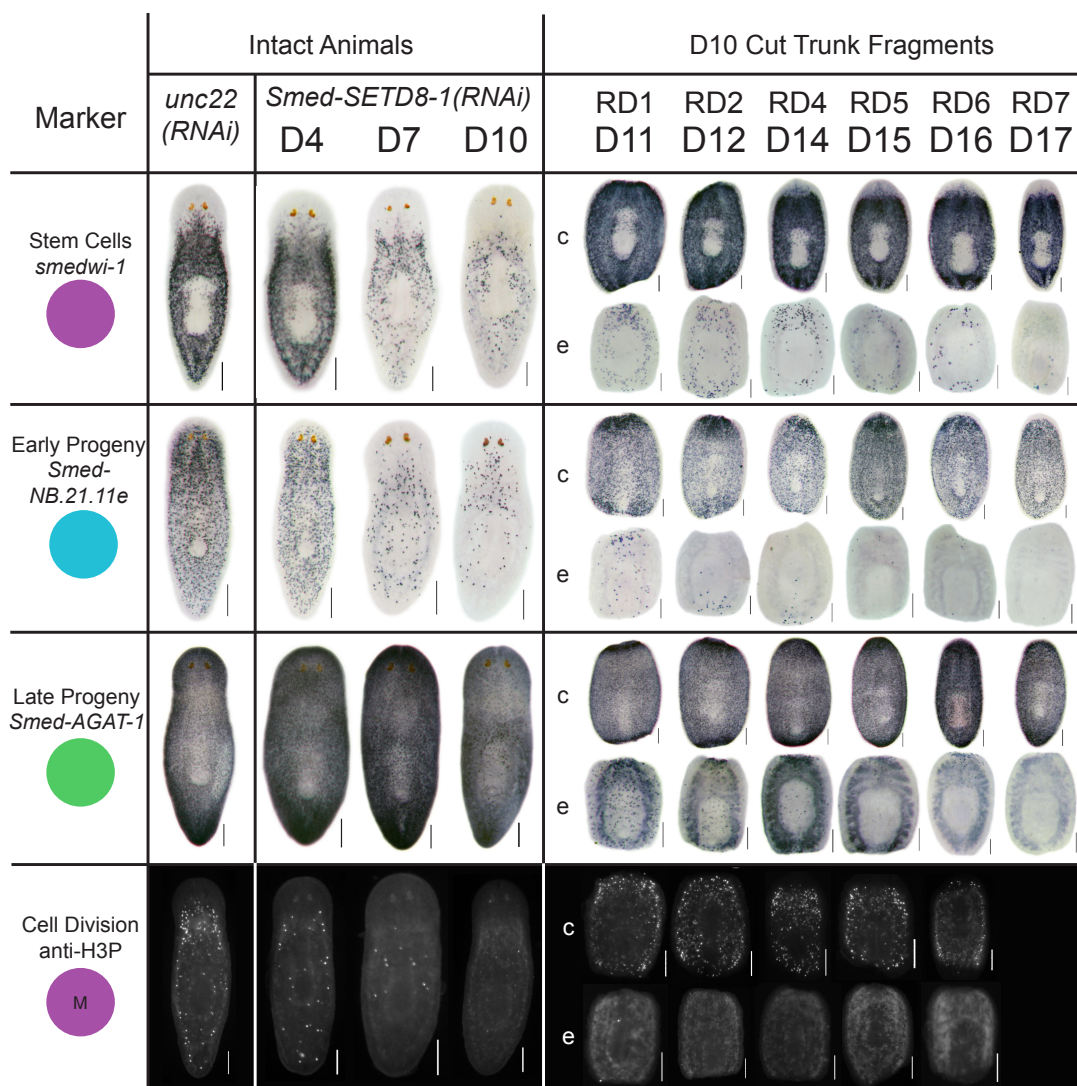 Intact Animals
D10 Cut Trunk Fragments
Marker
unc22
(RNAi)
Smed-SETD8-1(RNAi)
D4 D7 D10
RD1 RD2 RD4 RD5 RD6 RD7
D11 D12 D14 D15 D16 D17
Stem Cells
smedwi-1
c
e
Early Progeny
Smed-
NB.21.11e
c
e
Late Progeny
Smed-AGAT-1
c
e
Cell Division
anti-H3P
M
c
e